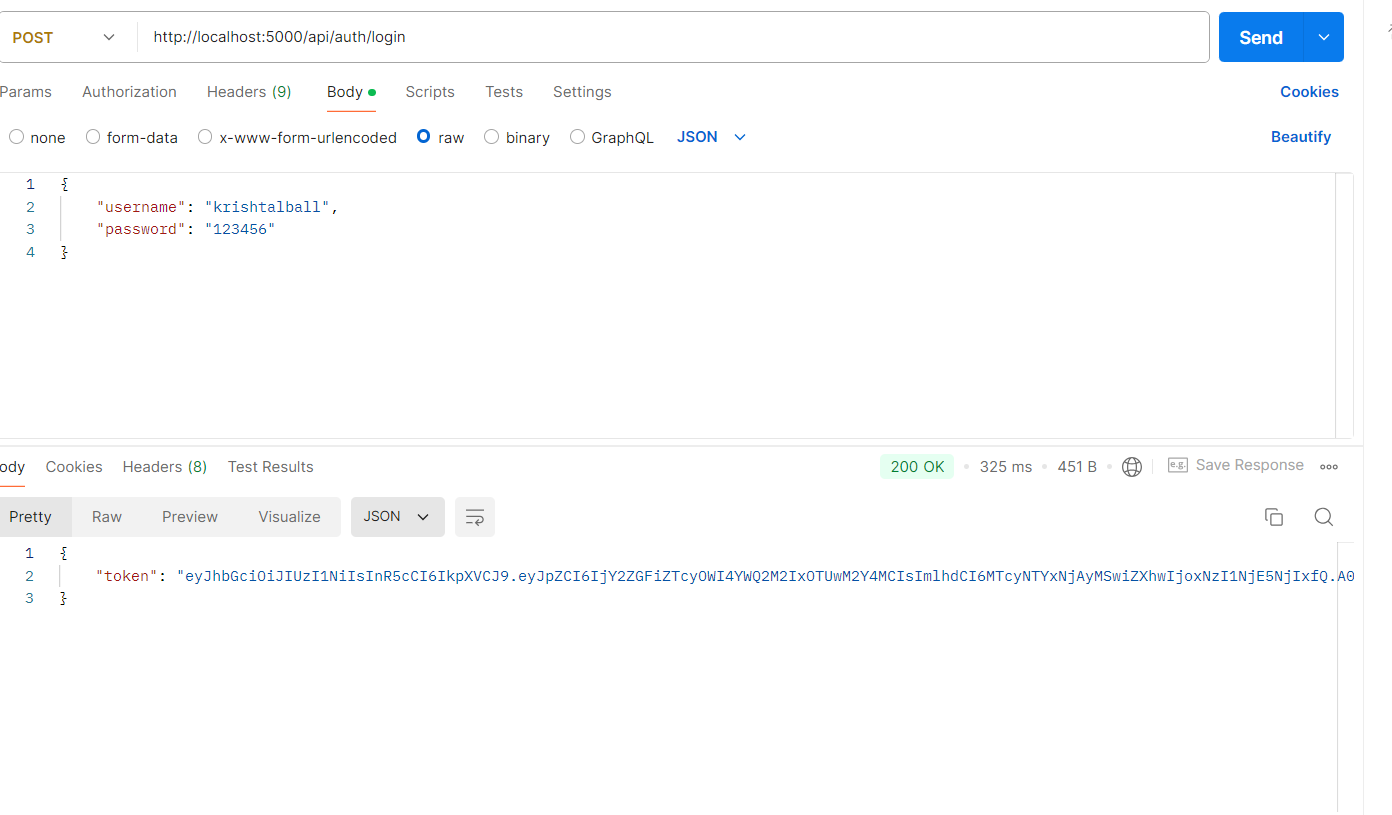 POST http://localhost:5000/api/auth/login Send
Params Authorization Headers (9) Body Scripts Tests Settings Cookies
none form-data x-www-form-urlencoded raw binary GraphQL JSON Beautify
1 {
2 "username": "krishtalball",
3 "password": "123456"
4 }
ody Cookies Headers (8) Test Results 200 OK 325 ms 451 B e.g. Save Response
Pretty Raw Preview Visualize JSON
1 {
2 "token": "eyJhbGciOiJIUzI1NiIsInR5cCI6IkpXVCJ9.eyJpZCI6IjY2ZGFiZTcyOWI4YWQ2M2IxOTUwM2Y4MCIsImlhdCI6MTcyNTYxNjAyMSwiZXhwIjoxNzI1NjE5NjIxfQ.A0
3 }